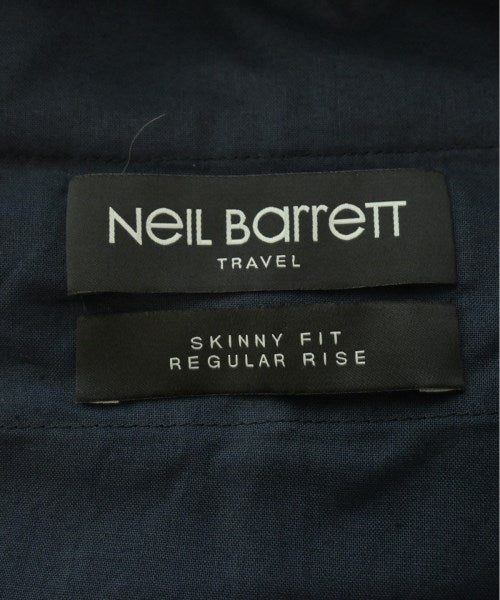 NeIL BarreTT
TRAVEL
SKINNY FIT
REGULAR RISE